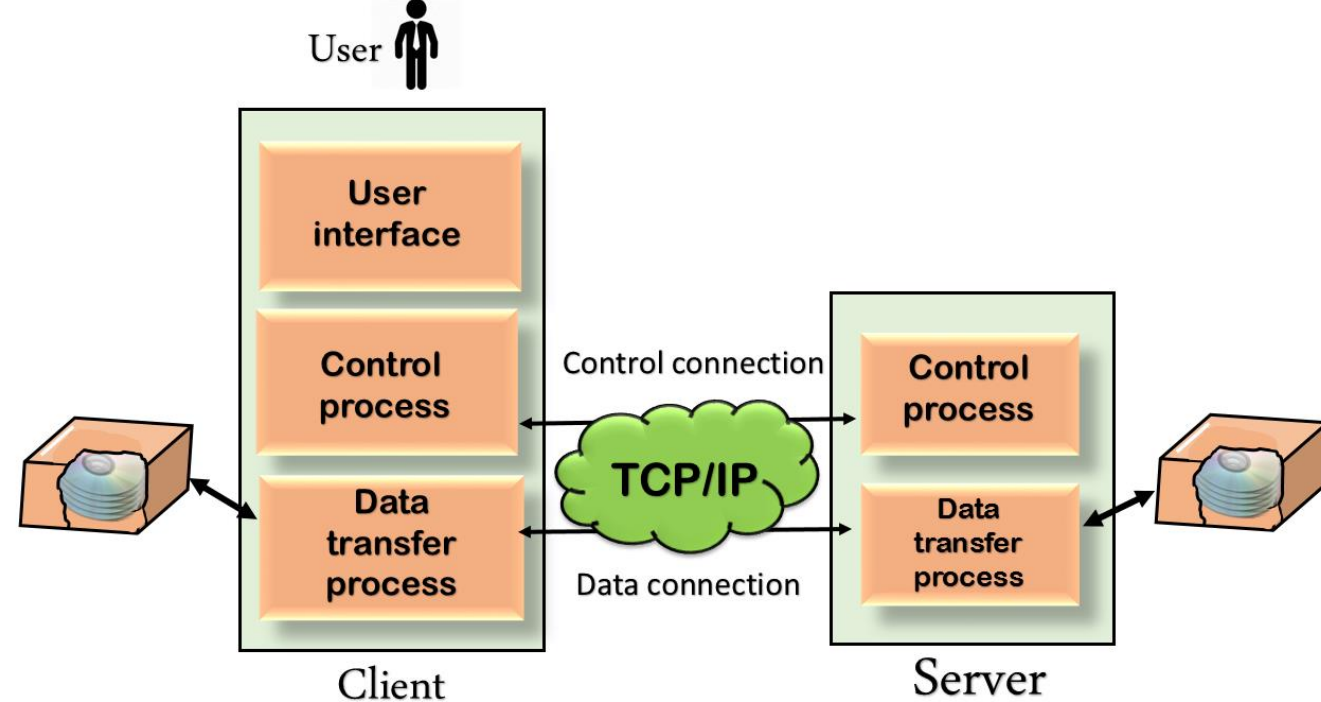 User
User
interface
Control
process
Data
transfer
process
Client
Control connection
TCP/IP
Data connection
Control
process
Data
transfer
process
Server